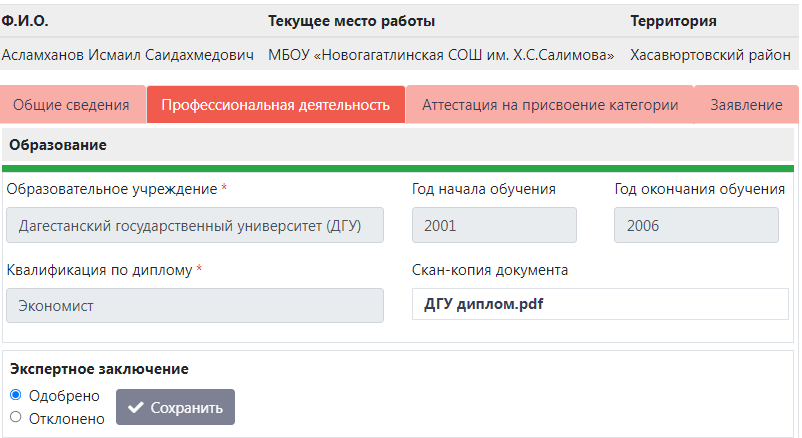 Ф.И.О. Текущее место работы Территория
Асламханов Исмаил Саидахмедович МБОУ «Новогагатлинская СОШ им. Х.С.Салимова» Хасавюртовский район
Общие сведения Профессиональная деятельность Аттестация на присвоение категории Заявление
Образование
Образовательное учреждение * Год начала обучения Год окончания обучения
Дагестанский государственный университет (ДГУ) 2001 2006
Квалификация по диплому * Скан-копия документа
Экономист ДГУ диплом.pdf
Экспертное заключение
Одобрено
Сохранить
Отклонено